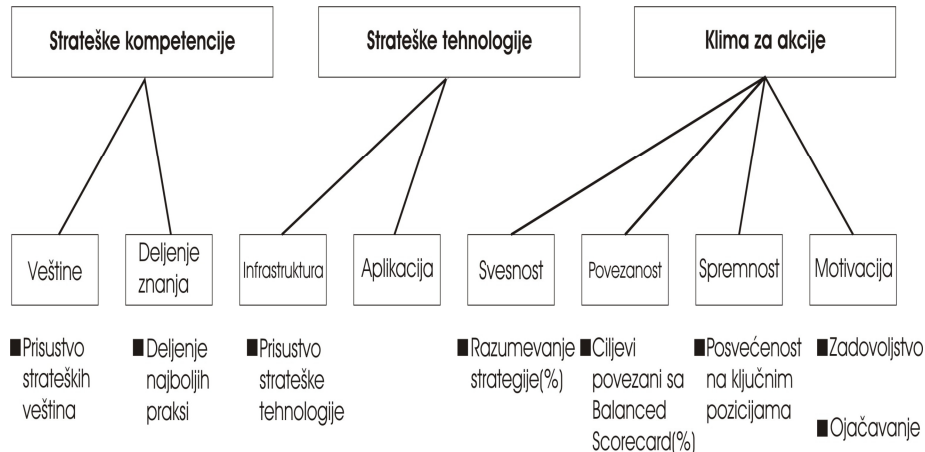 Strateške kompetencije
Strateške tehnologije
Klima za akcije
Veštine
Deljenje
znanja
Infrastruktura
Aplikacija
Svesnost
Povezanost
Spremnost
Motivacija
Prisustvo
strateških
veština
Deljenje
najboljih
praksi
Prisustvo
strateške
tehnologije
Razumevanje
strategije(%)
Ciljevi
povezani sa
Balanced
Scorecard(%)
Posvećenost
na ključnim
pozicijama
Zadovoljstvo
Ojačavanje